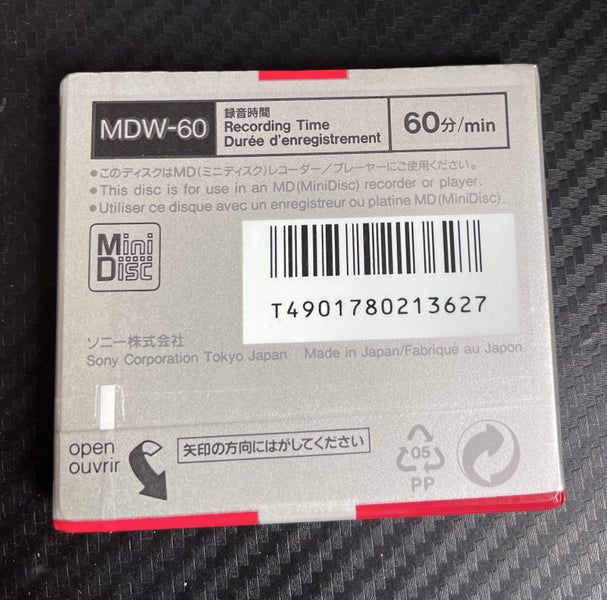 MDW-60
録音時間
Recording Time
Durée d'enregistrement
60分/min
●このディスクはMD(ミニディスク)レコーダー/プレーヤーにご使用ください。
●This disc is for use in an MD(MiniDisc) recorder or player.
●Utiliser ce disque avec un enregistreur ou platine MD(MiniDisc).
Mini
Disc
T4901780213627
ソニー株式会社
Sony Corporation Tokyo Japan Made in Japan/Fabriqué au Japon
open
ouvrir
矢印の方向にはがしてください
05
PP